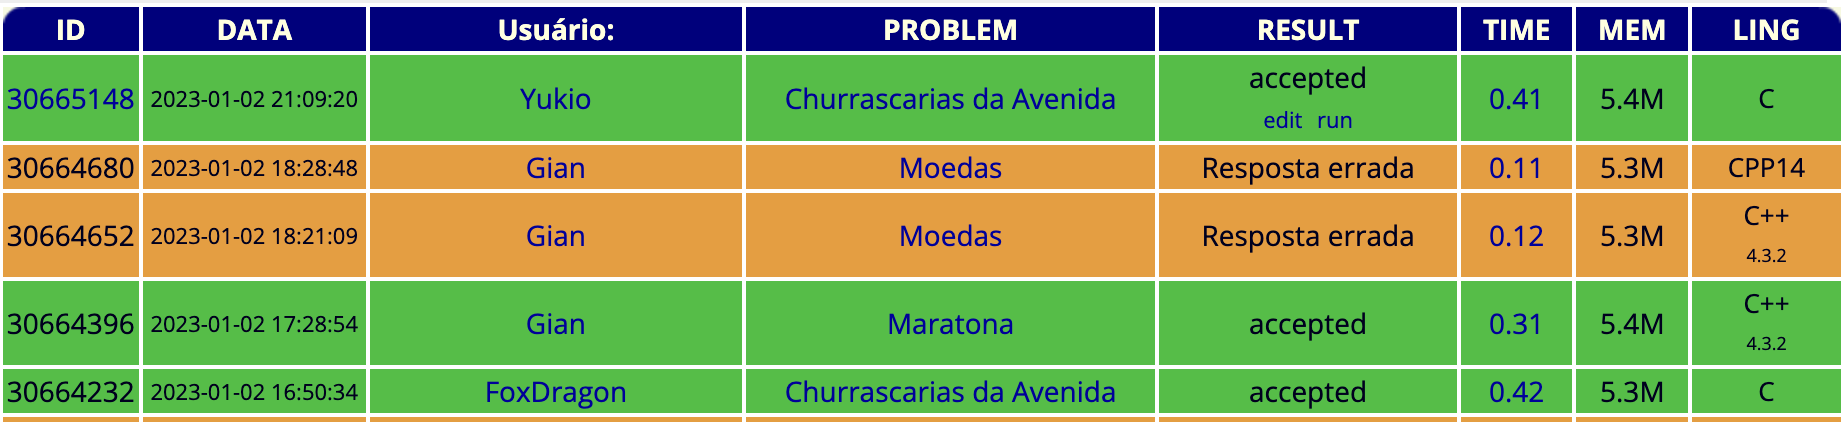 ID DATA Usuário: PROBLEM RESULT TIME MEM LING
30665148 2023-01-02 21:09:20 Yukio Churrascarias da Avenida accepted 0.41 5.4M C
edit run
30664680 2023-01-02 18:28:48 Gian Moedas Resposta errada 0.11 5.3M CPP14
30664652 2023-01-02 18:21:09 Gian Moedas Resposta errada 0.12 5.3M C++
4.3.2
30664396 2023-01-02 17:28:54 Gian Maratona accepted 0.31 5.4M C++
4.3.2
30664232 2023-01-02 16:50:34 FoxDragon Churrascarias da Avenida accepted 0.42 5.3M C